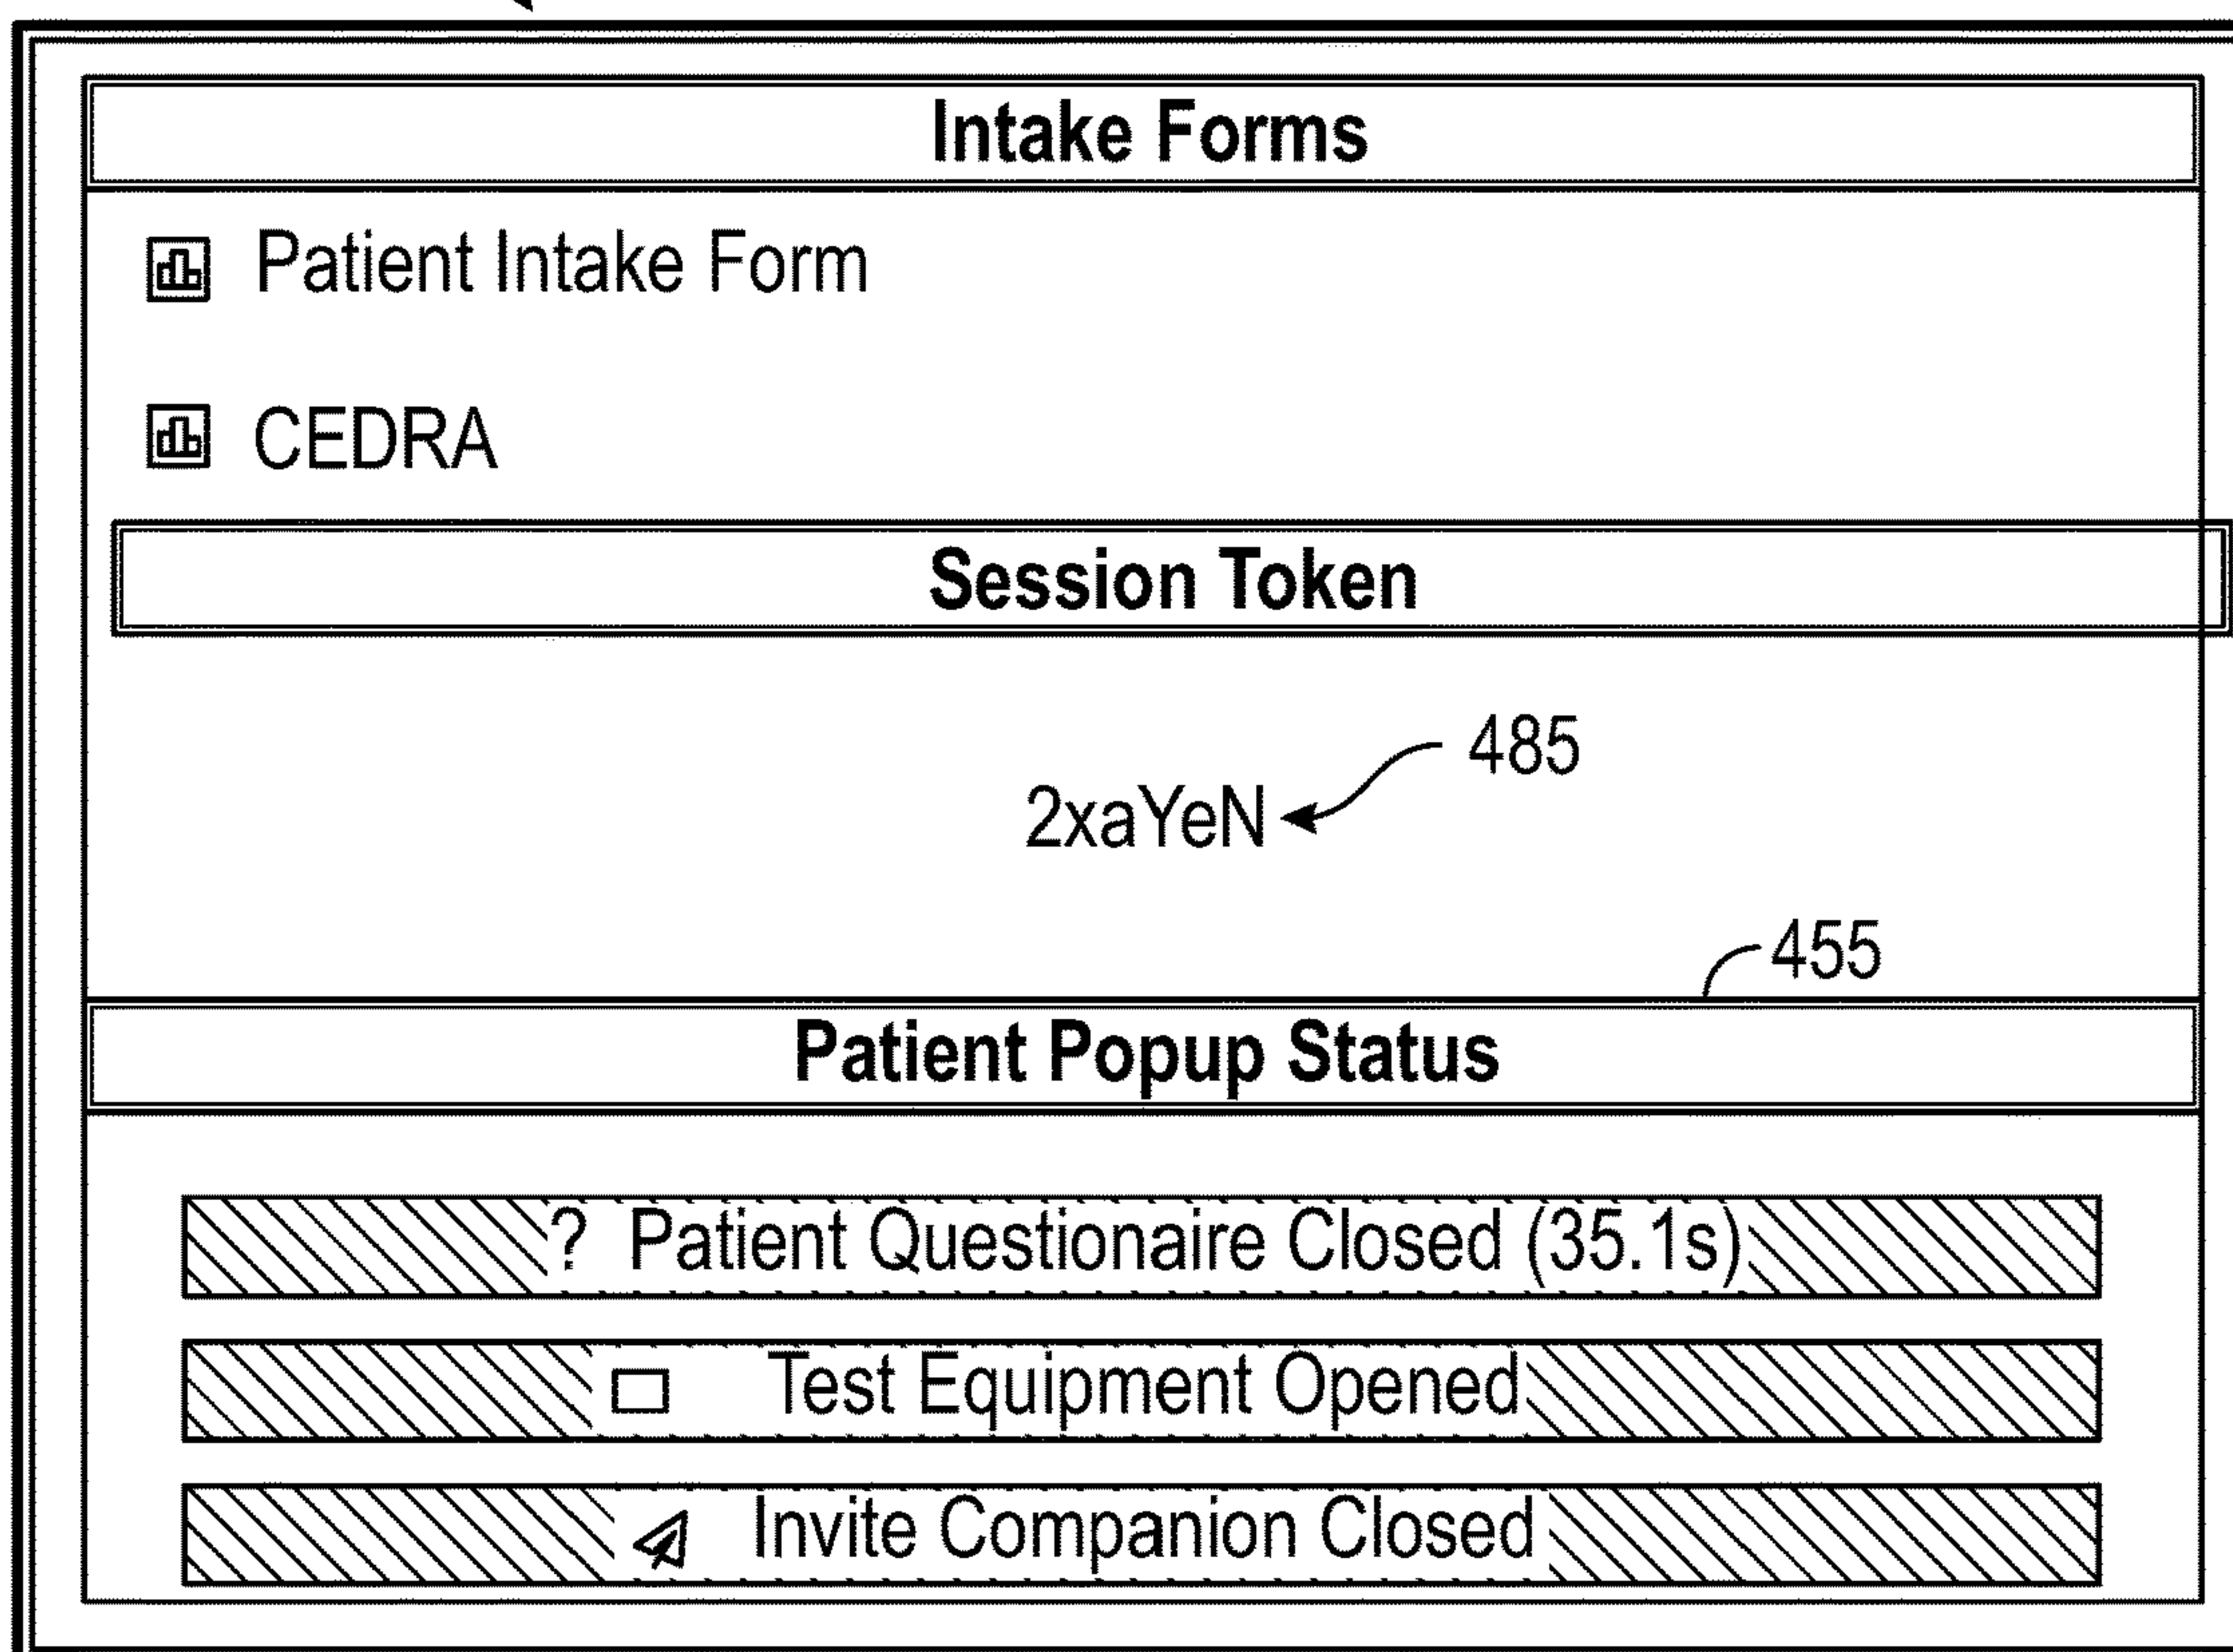 Intake Forms
Patient Intake Form
CEDRA
Session Token
485
2xaYeN
455
Patient Popup Status
? Patient Questionaire Closed (35.1s)
Test Equipment Opened
Invite Companion Closed